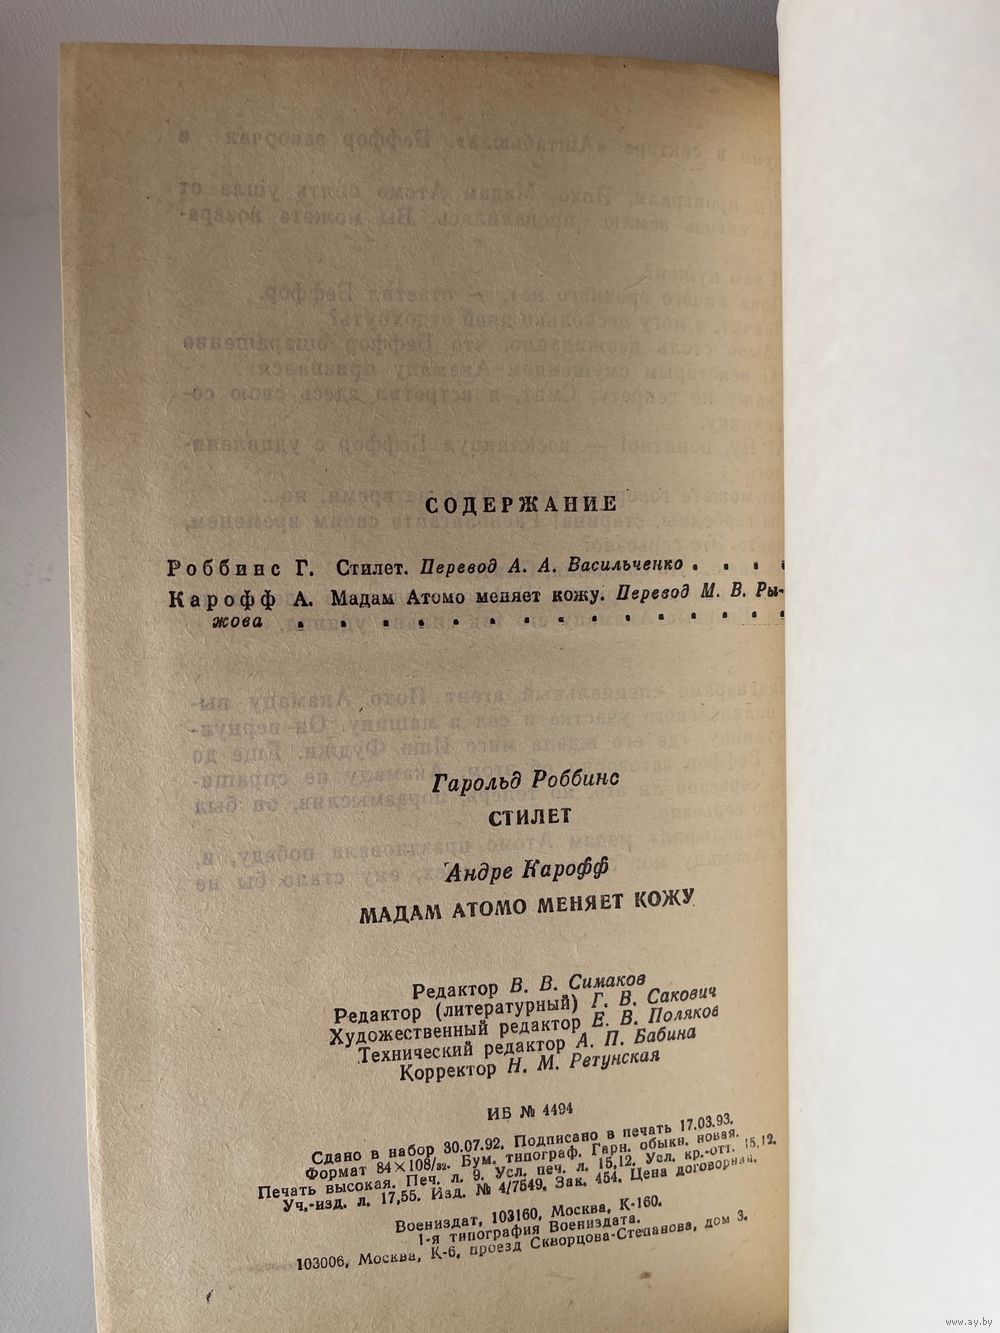 СОДЕРЖАНИЕ
Роббинс Г. Стилет. Перевод А. А. Васильченко . . . .
Карофф А. Мадам Атомо меняет кожу. Перевод М. В. Ры-
жова . . . . . . . . . . . . . .
Гарольд Роббинс
СТИЛЕТ
Андре Карофф
МАДАМ АТОМО МЕНЯЕТ КОЖУ
Редактор В. В. Симаков
Редактор (литературный) Г. В. Сакович
Художественный редактор Е. В. Поляков
Технический редактор А. П. Бабина
Корректор Н. М. Ретунская
ИБ № 4494
Сдано в набор 30.07.92. Подписано в печать 17.03.93.
Формат 84×108/32. Бум. типограф. Гарн. обыкн. новая.
Печать высокая. Печ. л. 9. Усл. печ. л. 15,12. Усл. кр.-отт. 15,12.
Уч.-изд. л. 17,55. Изд. № 4/7549. Зак. 454. Цена договорная.
Воениздат, 103160, Москва, К-160.
1-я типография Воениздата.
103006, Москва, К-6, проезд Скворцова-Степанова, дом 3.
www.ay.by